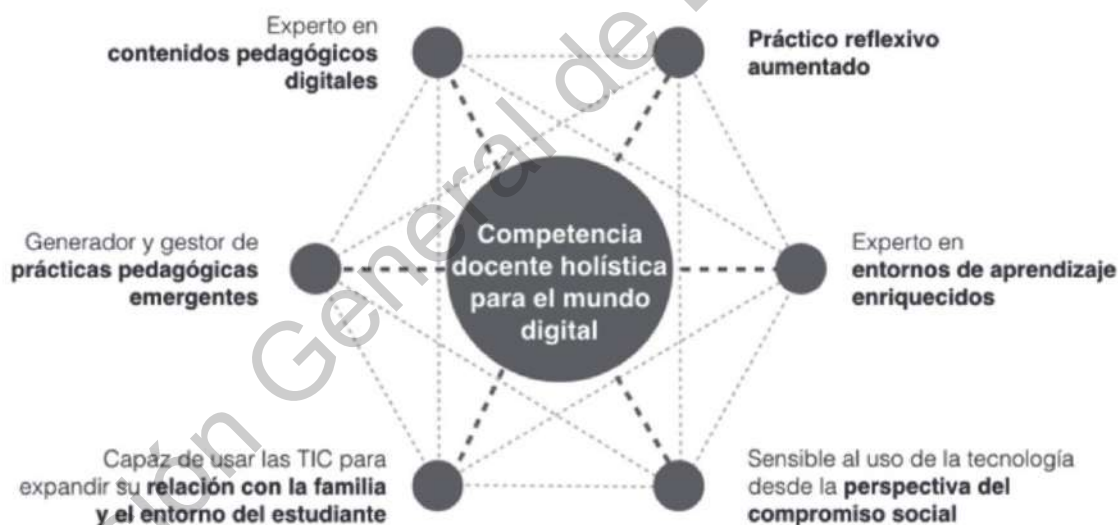 Experto en
contenidos pedagógicos
digitales
Práctico reflexivo
aumentado
Generador y gestor de
prácticas pedagógicas
emergentes
Competencia
docente holística
para el mundo
digital
Experto en
entornos de aprendizaje
enriquecidos
Capaz de usar las TIC para
expandir su relación con la familia
y el entorno del estudiante
Sensible al uso de la tecnología
desde la perspectiva del
compromiso social
General de